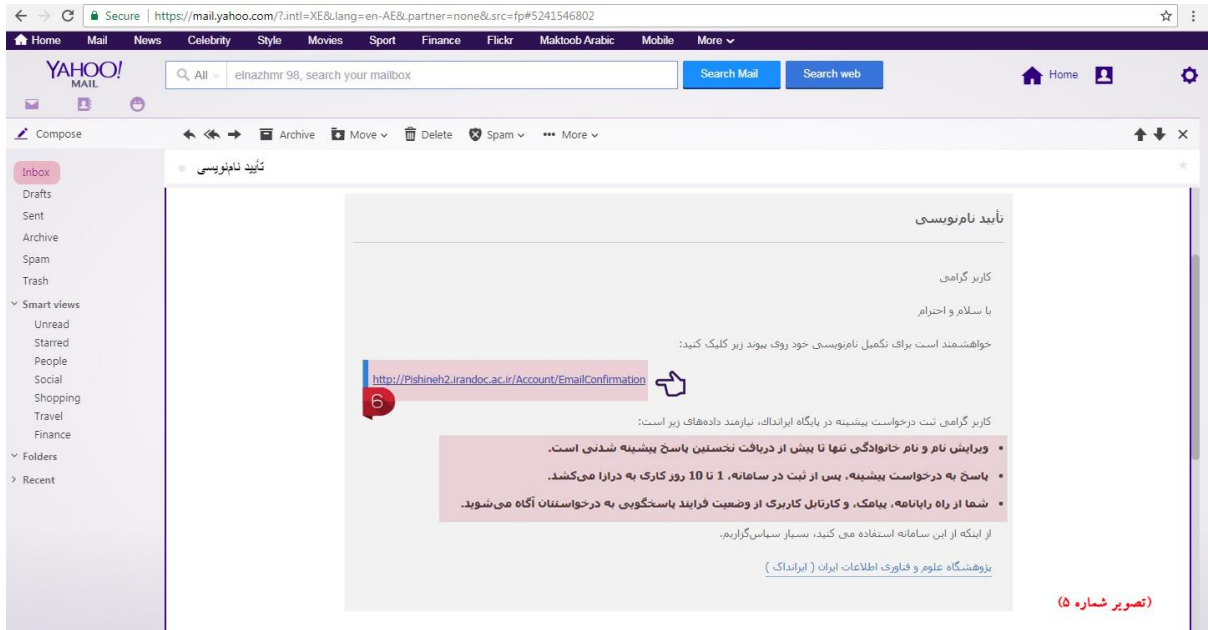 Secure | https://mail.yahoo.com/?.intl=XE&.lang=en-AE&.partner=none&.src=fp#5241546802
Home Mail News Celebrity Style Movies Sport Finance Flickr Maktoob Arabic Mobile More
YAHOO!
MAIL
All elnazhmr 98, search your mailbox Search Mail Search web Home
Compose Archive Move Delete Spam More
تأیید نام‌نویسی
Inbox
Drafts
Sent
Archive
Spam
Trash
Smart views
Unread
Starred
People
Social
Shopping
Travel
Finance
Folders
Recent
تأیید نام‌نویسی
کاربر گرامی
با سلام و احترام
خواهشمند است برای تکمیل نام‌نویسی خود روی پیوند زیر کلیک کنید:
http://Pishineh2.irandoc.ac.ir/Account/EmailConfirmation
6
کاربر گرامی ثبت درخواست پیشینه در پایگاه ایرانداک، نیازمند داده‌های زیر است:
• ویرایش نام و نام خانوادگی تنها تا پیش از دریافت نخستین پاسخ پیشینه شدنی است.
• پاسخ به درخواست پیشینه، پس از ثبت در سامانه، 1 تا 10 روز کاری به درازا می‌کشد.
• شما از راه رایانامه، پیامک، و کارتابل کاربری از وضعیت فرایند پاسخگویی به درخواستتان آگاه می‌شوید.
از اینکه از این سامانه استفاده می کنید، بسیار سپاس‌گزاریم.
پژوهشگاه علوم و فناوری اطلاعات ایران ( ایرانداک )
(تصویر شماره ۵)